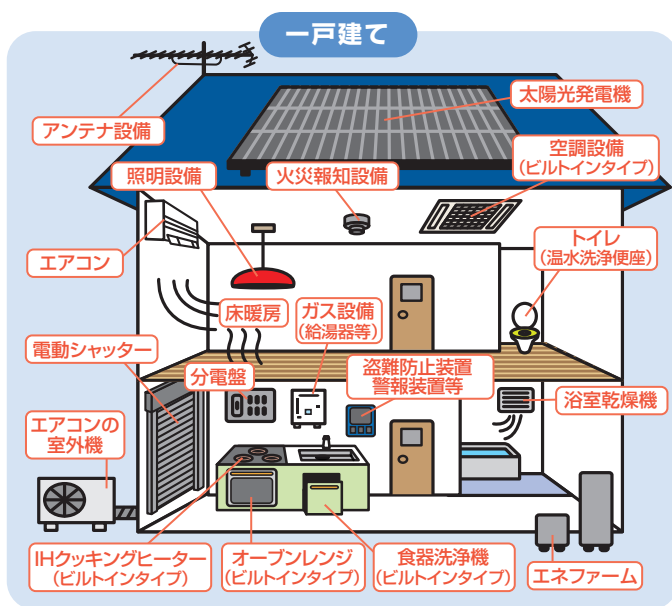 一戸建て
太陽光発電機
アンテナ設備
空調設備
(ビルトインタイプ)
照明設備
火災報知設備
トイレ
(温水洗浄便座)
エアコン
床暖房
ガス設備
(給湯器等)
電動シャッター
分電盤
盗難防止装置
警報装置等
浴室乾燥機
エアコンの
室外機
IHクッキングヒーター
(ビルトインタイプ)
オーブンレンジ
(ビルトインタイプ)
食器洗浄機
(ビルトインタイプ)
エネファーム